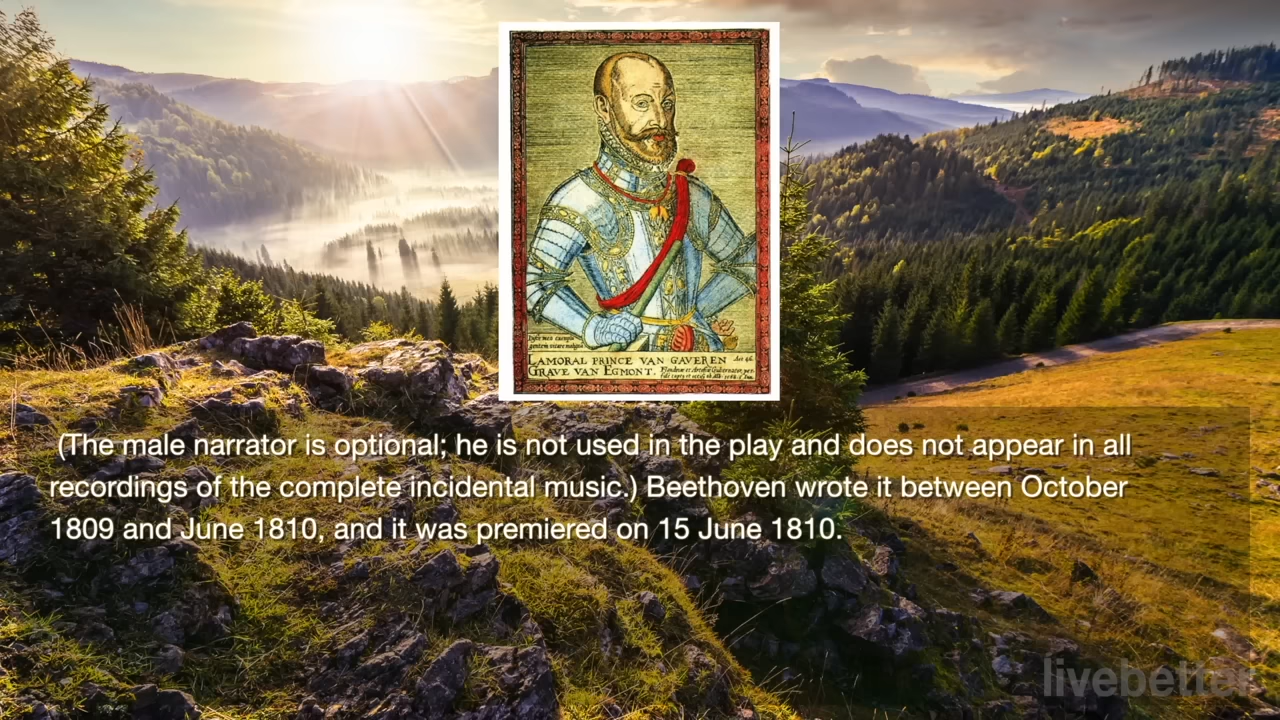 LAMORAL PRINCE VAN GAVEREN
GRAVE VAN EGMONT.
(The male narrator is optional; he is not used in the play and does not appear in all
recordings of the complete incidental music.) Beethoven wrote it between October
1809 and June 1810, and it was premiered on 15 June 1810.
livebetter